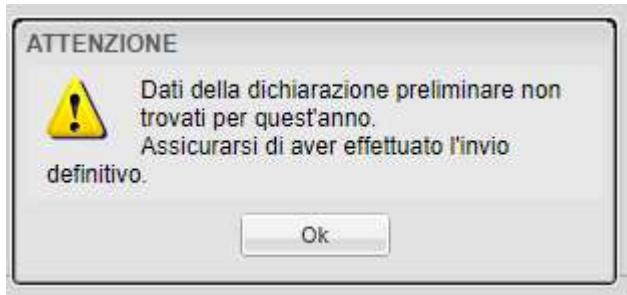 ATTENZIONE
Dati della dichiarazione preliminare non
trovati per quest'anno.
Assicurarsi di aver effettuato l'invio
definitivo.
Ok